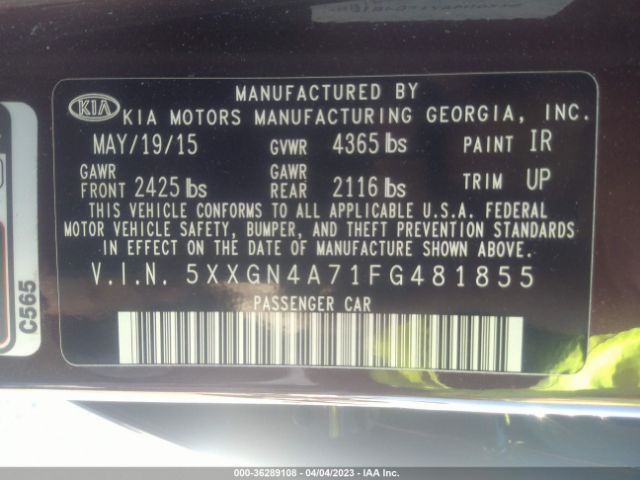 KIA
MANUFACTURED BY
KIA MOTORS MANUFACTURING GEORGIA, INC.
MAY/19/15 GVWR 4365 lbs PAINT IR
GAWR FRONT 2425 lbs GAWR REAR 2116 lbs TRIM UP
THIS VEHICLE CONFORMS TO ALL APPLICABLE U.S.A. FEDERAL
MOTOR VEHICLE SAFETY, BUMPER, AND THEFT PREVENTION STANDARDS
IN EFFECT ON THE DATE OF MANUFACTURE SHOWN ABOVE.
V.I.N. 5XXGN4A71FG481855
PASSENGER CAR
C565
000-36289108 - 04/04/2023 - IAA Inc.